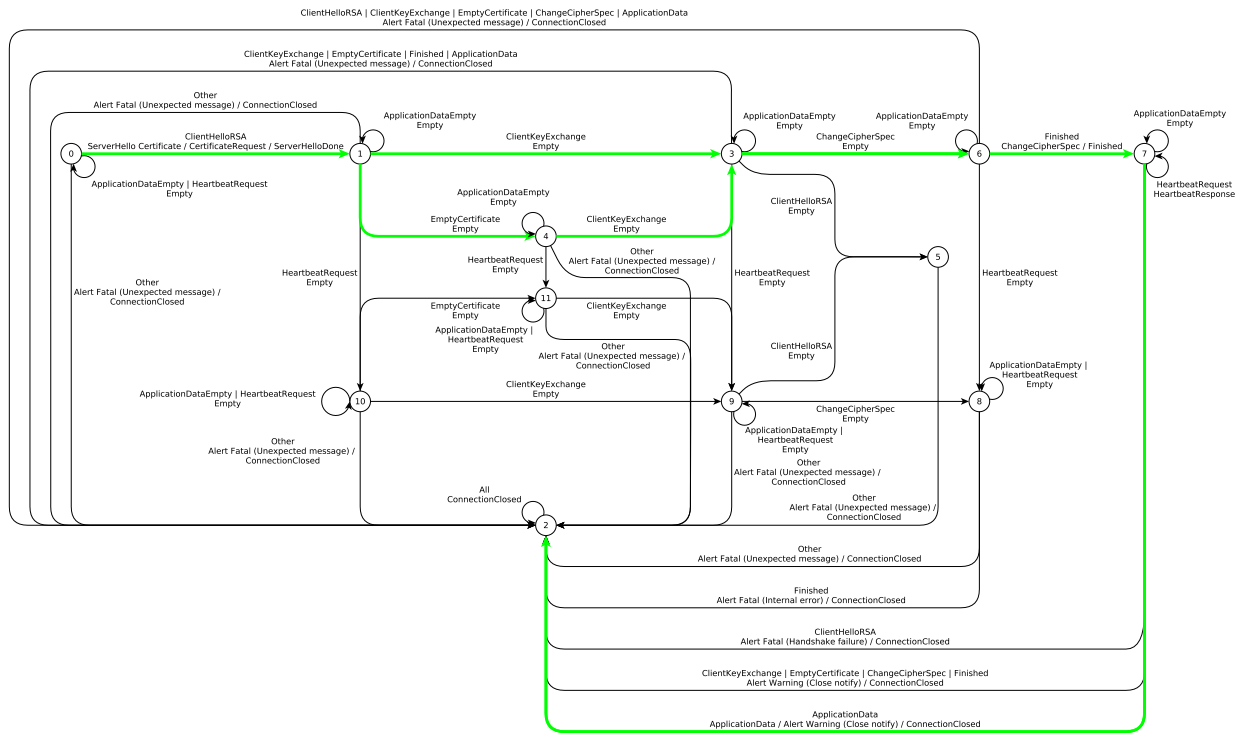 ClientHelloRSA | ClientKeyExchange | EmptyCertificate | ChangeCipherSpec | ApplicationData
Alert Fatal (Unexpected message) / ConnectionClosed
ClientKeyExchange | EmptyCertificate | Finished | ApplicationData
Alert Fatal (Unexpected message) / ConnectionClosed
Other
Alert Fatal (Unexpected message) / ConnectionClosed
ClientHelloRSA
ServerHello Certificate / CertificateRequest / ServerHelloDone
ApplicationDataEmpty
Empty
ClientKeyExchange
Empty
ApplicationDataEmpty
Empty
ChangeCipherSpec
Empty
ApplicationDataEmpty
Empty
Finished
ChangeCipherSpec / Finished
ApplicationDataEmpty
Empty
0
1
3
6
7
ApplicationDataEmpty | HeartbeatRequest
Empty
HeartbeatRequest
HeartbeatResponse
ApplicationDataEmpty
Empty
ClientHelloRSA
Empty
EmptyCertificate
Empty
4
ClientKeyExchange
Empty
Other
Alert Fatal (Unexpected message) /
ConnectionClosed
HeartbeatRequest
Empty
5
Other
Alert Fatal (Unexpected message) /
ConnectionClosed
HeartbeatRequest
Empty
HeartbeatRequest
Empty
HeartbeatRequest
Empty
11
EmptyCertificate
Empty
ClientKeyExchange
Empty
ApplicationDataEmpty |
HeartbeatRequest
Empty
Other
Alert Fatal (Unexpected message) /
ConnectionClosed
ClientHelloRSA
Empty
ApplicationDataEmpty |
HeartbeatRequest
Empty
ApplicationDataEmpty | HeartbeatRequest
Empty
10
ClientKeyExchange
Empty
9
ChangeCipherSpec
Empty
8
ApplicationDataEmpty |
HeartbeatRequest
Empty
Other
Alert Fatal (Unexpected message) /
ConnectionClosed
Other
Alert Fatal (Unexpected message) /
ConnectionClosed
All
ConnectionClosed
2
Other
Alert Fatal (Unexpected message) /
ConnectionClosed
Other
Alert Fatal (Unexpected message) / ConnectionClosed
Finished
Alert Fatal (Internal error) / ConnectionClosed
ClientHelloRSA
Alert Fatal (Handshake failure) / ConnectionClosed
ClientKeyExchange | EmptyCertificate | ChangeCipherSpec | Finished
Alert Warning (Close notify) / ConnectionClosed
ApplicationData
ApplicationData / Alert Warning (Close notify) / ConnectionClosed